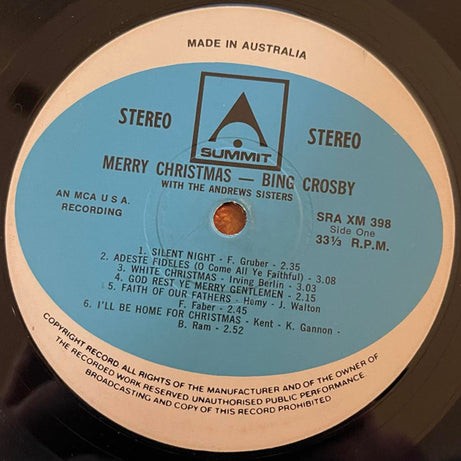 MADE IN AUSTRALIA
STEREO
SUMMIT
STEREO
MERRY CHRISTMAS — BING CROSBY
WITH THE ANDREWS SISTERS
AN MCA U S A.
RECORDING
SRA XM 398
Side One
33⅓ R.P.M.
1. SILENT NIGHT - F. Gruber - 2.35
2. ADESTE FIDELES (O Come All Ye Faithful) - 3.08
3. WHITE CHRISTMAS - Irving Berlin - 3.03
4. GOD REST YE MERRY GENTLEMEN - 2.15
5. FAITH OF OUR FATHERS - Hemy - J. Walton
F. Faber - 2.45
6. I'LL BE HOME FOR CHRISTMAS - Kent - K. Gannon -
B. Ram - 2.52
COPYRIGHT RECORD ALL RIGHTS OF THE MANUFACTURER AND OF THE OWNER OF
THE RECORDED WORK RESERVED UNAUTHORISED PUBLIC PERFORMANCE
BROADCASTING AND COPY OF THIS RECORD PROHIBITED